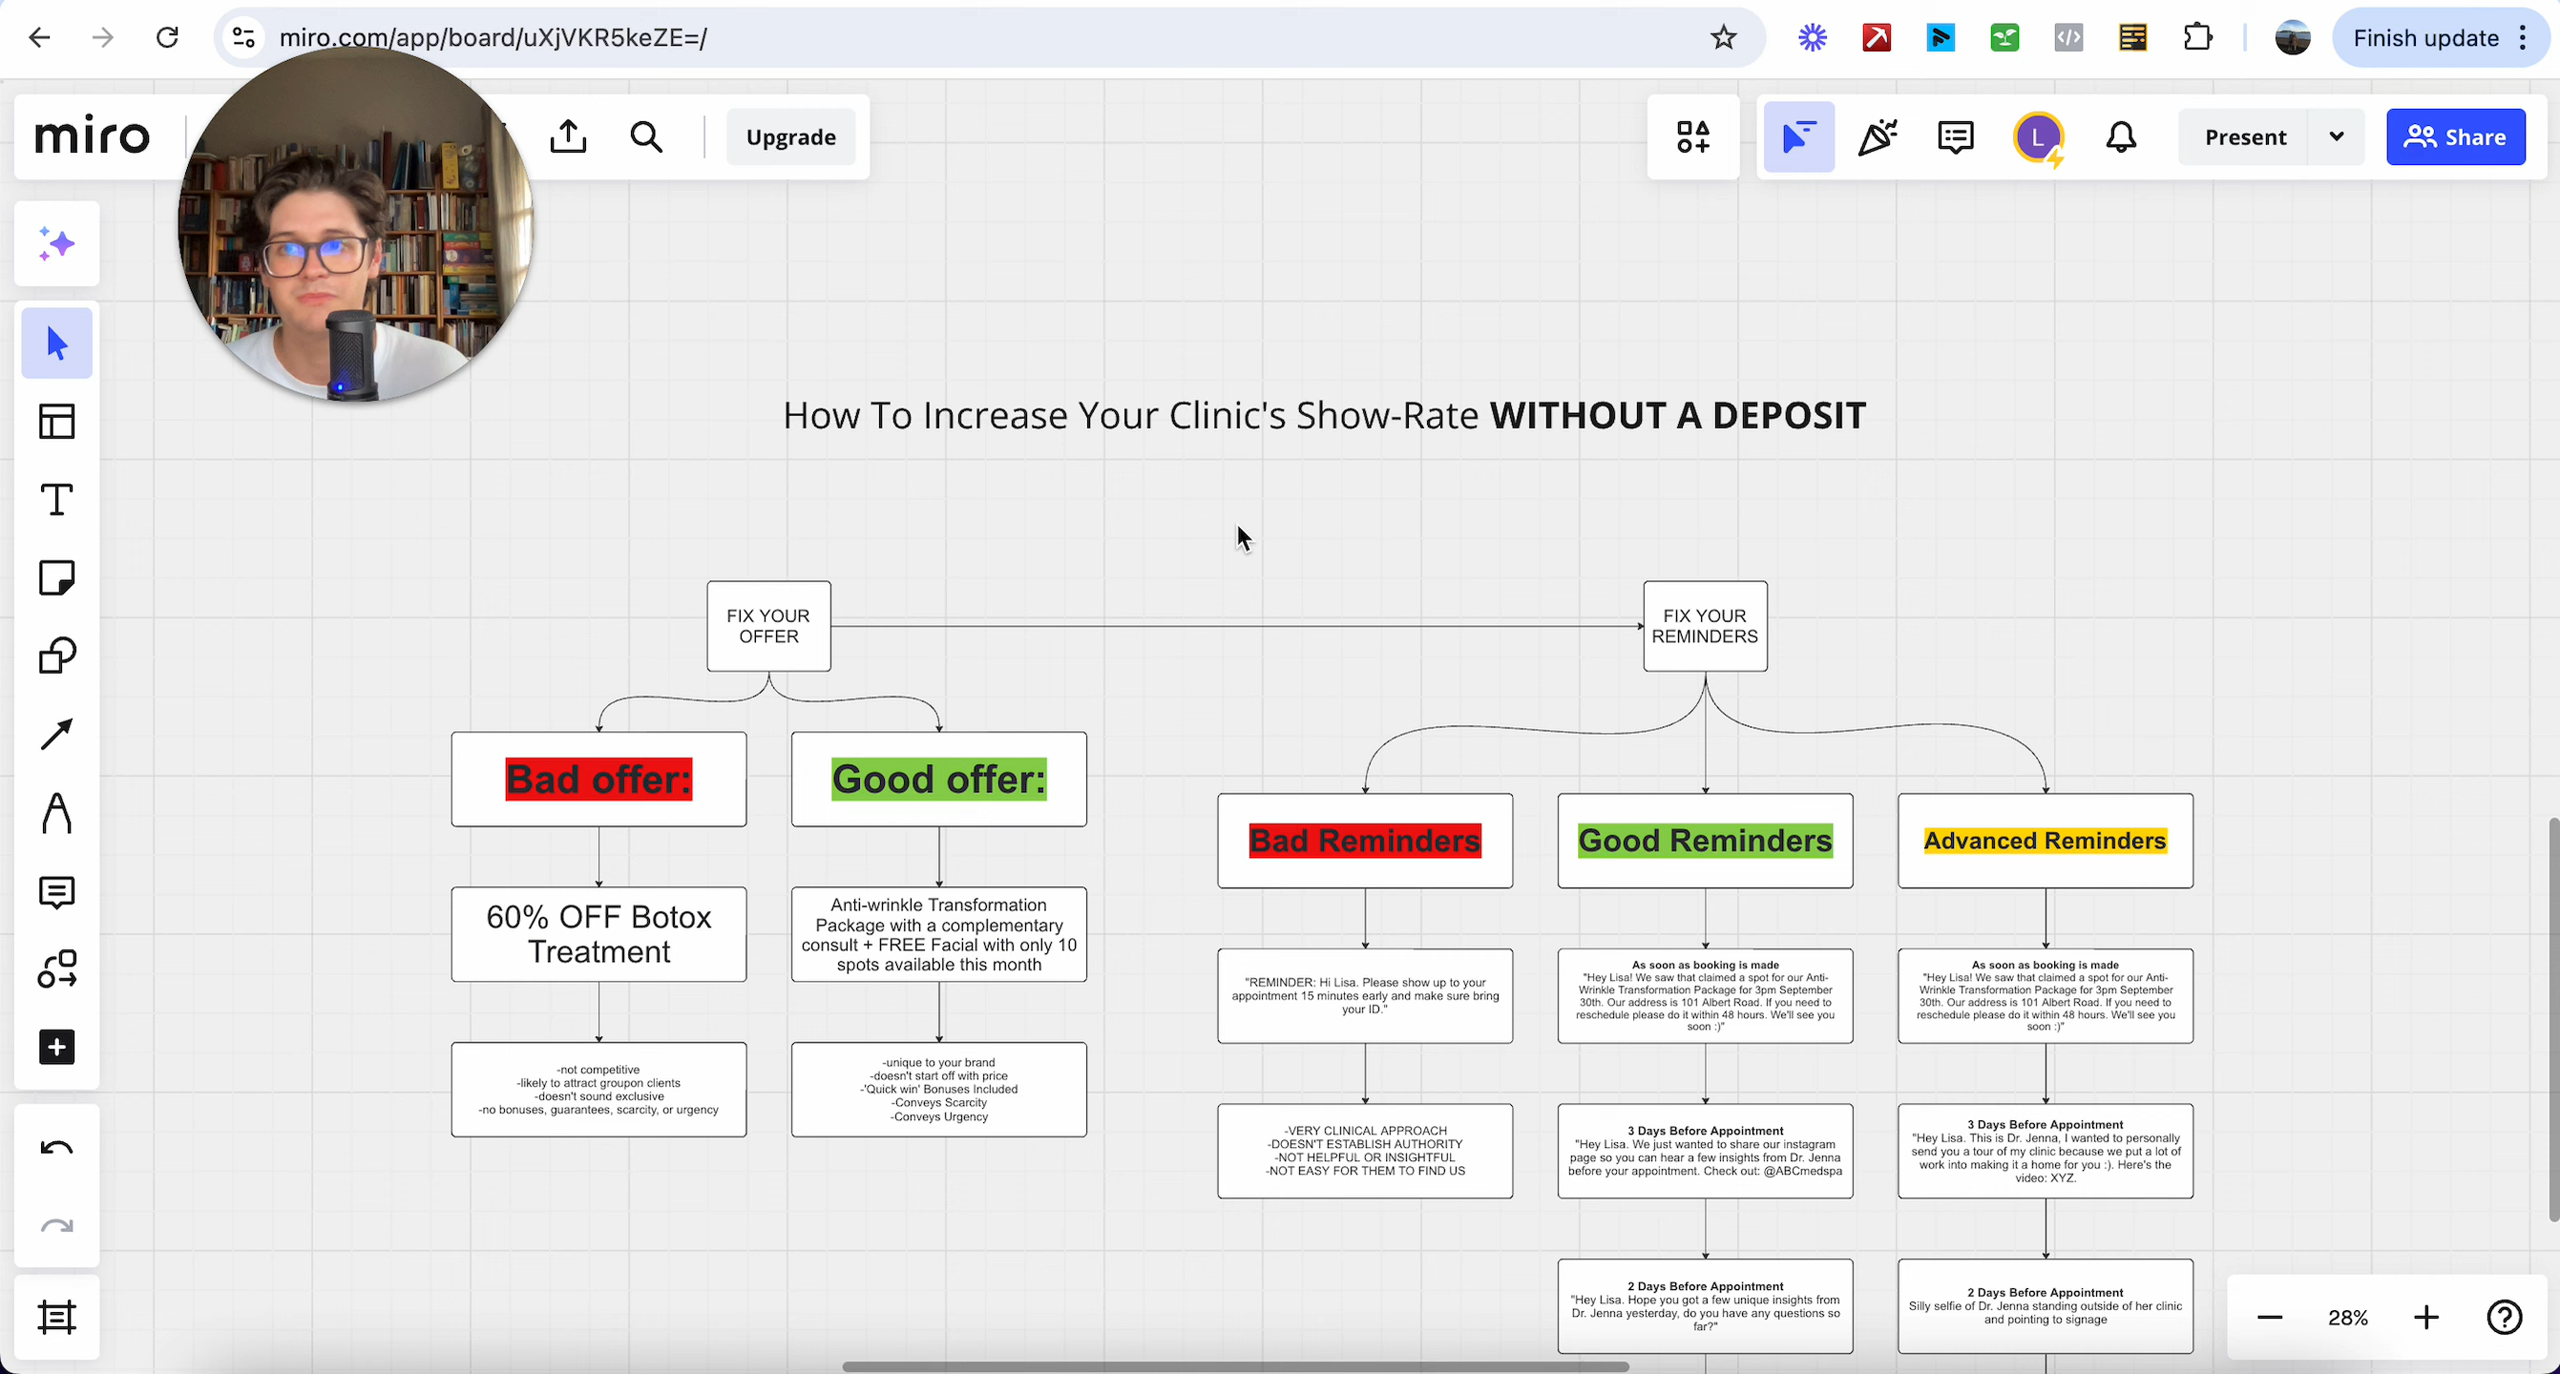 miro.com/app/board/uXjVKR5keZE=/
Finish update
miro
Upgrade
L
Present
Share
How To Increase Your Clinic's Show-Rate WITHOUT A DEPOSIT
FIX YOUR
OFFER
FIX YOUR
REMINDERS
Bad offer:
Good offer:
60% OFF Botox
Treatment
Anti-wrinkle Transformation
Package with a complementary
consult + FREE Facial with only 10
spots available this month
-not competitive
-likely to attract groupon clients
-doesn't sound exclusive
-no bonuses, guarantees, scarcity, or urgency
-unique to your brand
-doesn't start off with price
-'Quick win' Bonuses Included
-Conveys Scarcity
-Conveys Urgency
Bad Reminders
Good Reminders
Advanced Reminders
"REMINDER: Hi Lisa. Please show up to your
appointment 15 minutes early and make sure bring
your ID."
-VERY CLINICAL APPROACH
-DOESN'T ESTABLISH AUTHORITY
-NOT HELPFUL OR INSIGHTFUL
-NOT EASY FOR THEM TO FIND US
As soon as booking is made
"Hey Lisa! We saw that claimed a spot for our Anti-
Wrinkle Transformation Package for 3pm September
30th. Our address is 101 Albert Road. If you need to
reschedule please do it within 48 hours. We'll see you
soon :)"
3 Days Before Appointment
"Hey Lisa. We just wanted to share our instagram
page so you can hear a few insights from Dr. Jenna
before your appointment. Check out: @ABCmedspa
2 Days Before Appointment
"Hey Lisa. Hope you got a few unique insights from
Dr. Jenna yesterday, do you have any questions so
far?"
As soon as booking is made
"Hey Lisa! We saw that claimed a spot for our Anti-
Wrinkle Transformation Package for 3pm September
30th. Our address is 101 Albert Road. If you need to
reschedule please do it within 48 hours. We'll see you
soon :)"
3 Days Before Appointment
"Hey Lisa. This is Dr. Jenna, I wanted to personally
send you a tour of my clinic because we put a lot of
work into making it a home for you :). Here's the
video: XYZ.
2 Days Before Appointment
Silly selfie of Dr. Jenna standing outside of her clinic
and pointing to signage
28%